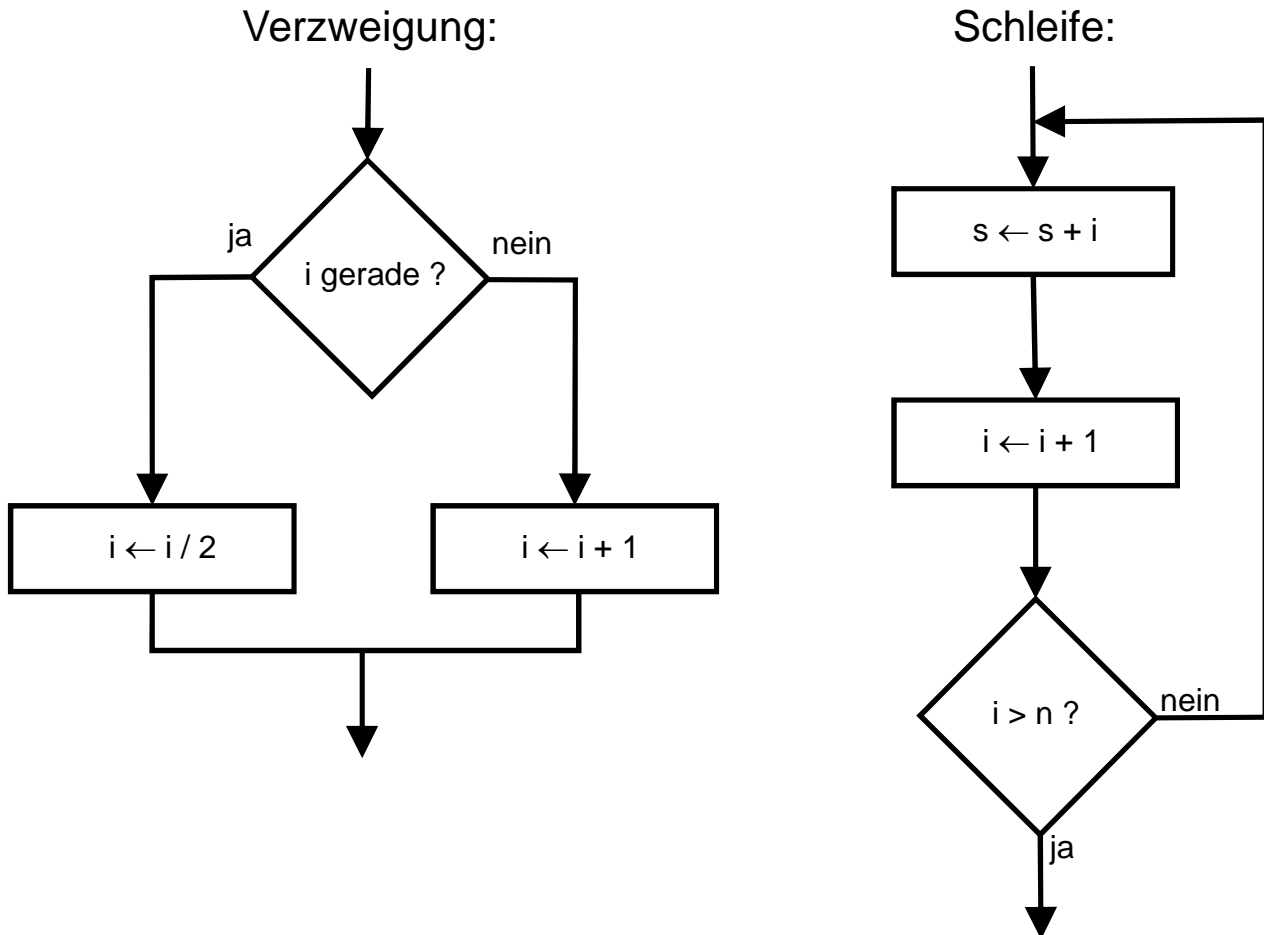 Verzweigung:
ja
nein
i gerade ?
i ← i / 2
i ← i + 1
Schleife:
s ← s + i
i ← i + 1
i > n ?
nein
ja